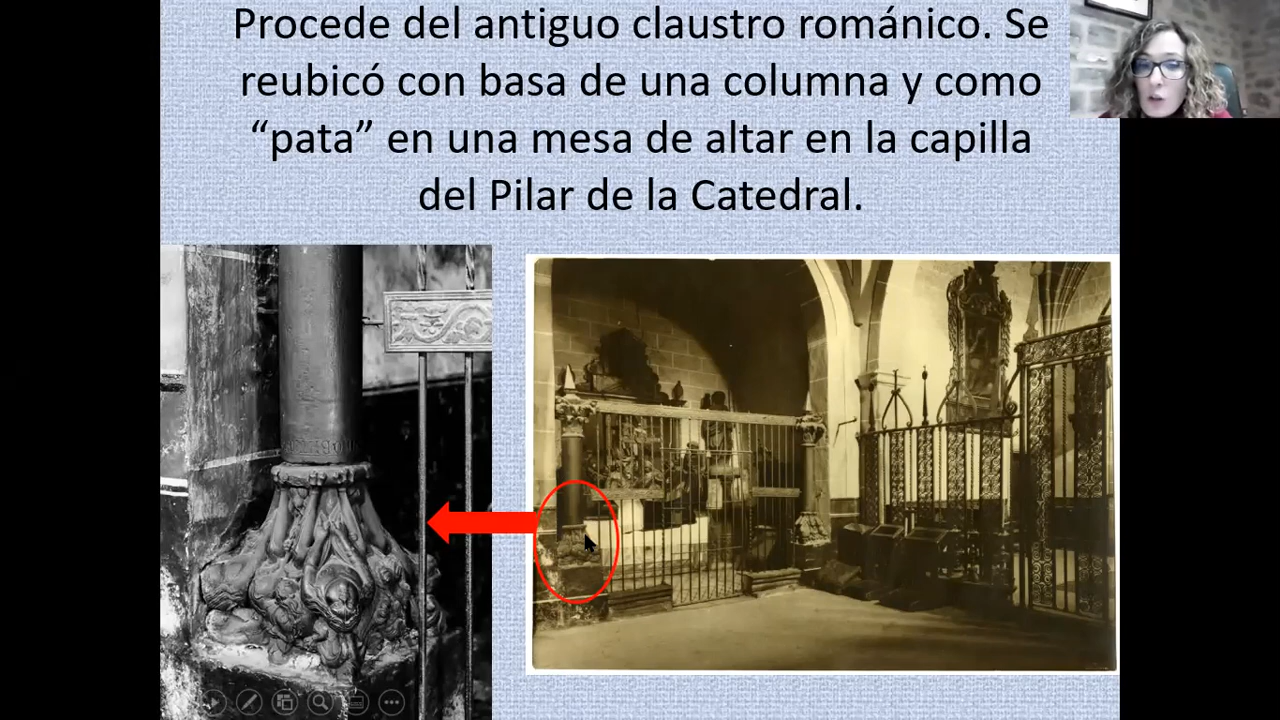 Procede del antiguo claustro románico. Se
reubicó con basa de una columna y como
“pata” en una mesa de altar en la capilla
del Pilar de la Catedral.